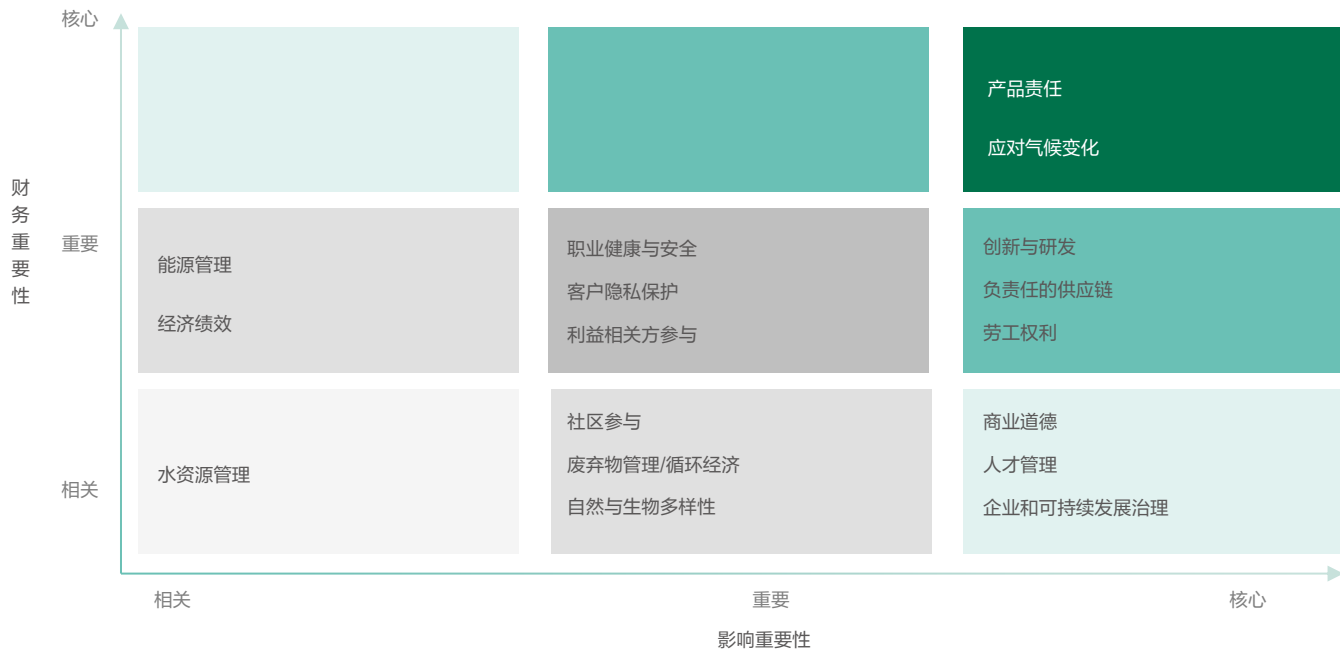 核心
产品责任
应对气候变化
财务重要性
重要
能源管理
经济绩效
职业健康与安全
客户隐私保护
利益相关方参与
创新与研发
负责任的供应链
劳工权利
相关
水资源管理
社区参与
废弃物管理/循环经济
自然与生物多样性
商业道德
人才管理
企业和可持续发展治理
相关
重要
核心
影响重要性